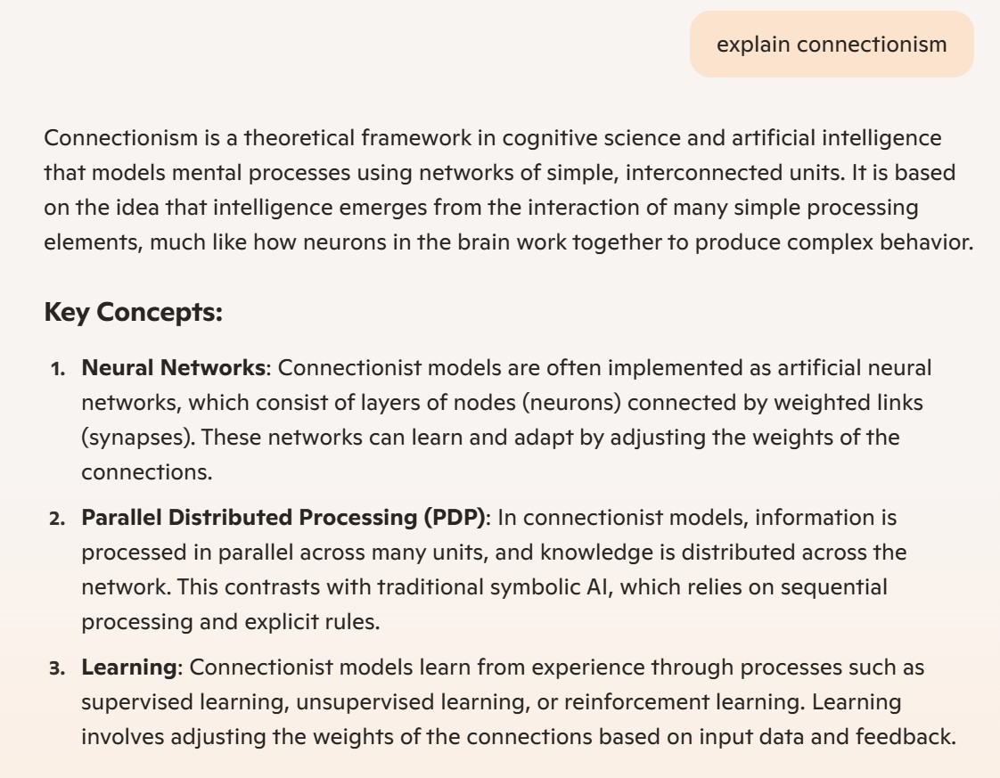 explain connectionism
Connectionism is a theoretical framework in cognitive science and artificial intelligence
that models mental processes using networks of simple, interconnected units. It is based
on the idea that intelligence emerges from the interaction of many simple processing
elements, much like how neurons in the brain work together to produce complex behavior.
Key Concepts:
1. Neural Networks: Connectionist models are often implemented as artificial neural
networks, which consist of layers of nodes (neurons) connected by weighted links
(synapses). These networks can learn and adapt by adjusting the weights of the
connections.
2. Parallel Distributed Processing (PDP): In connectionist models, information is
processed in parallel across many units, and knowledge is distributed across the
network. This contrasts with traditional symbolic AI, which relies on sequential
processing and explicit rules.
3. Learning: Connectionist models learn from experience through processes such as
supervised learning, unsupervised learning, or reinforcement learning. Learning
involves adjusting the weights of the connections based on input data and feedback.